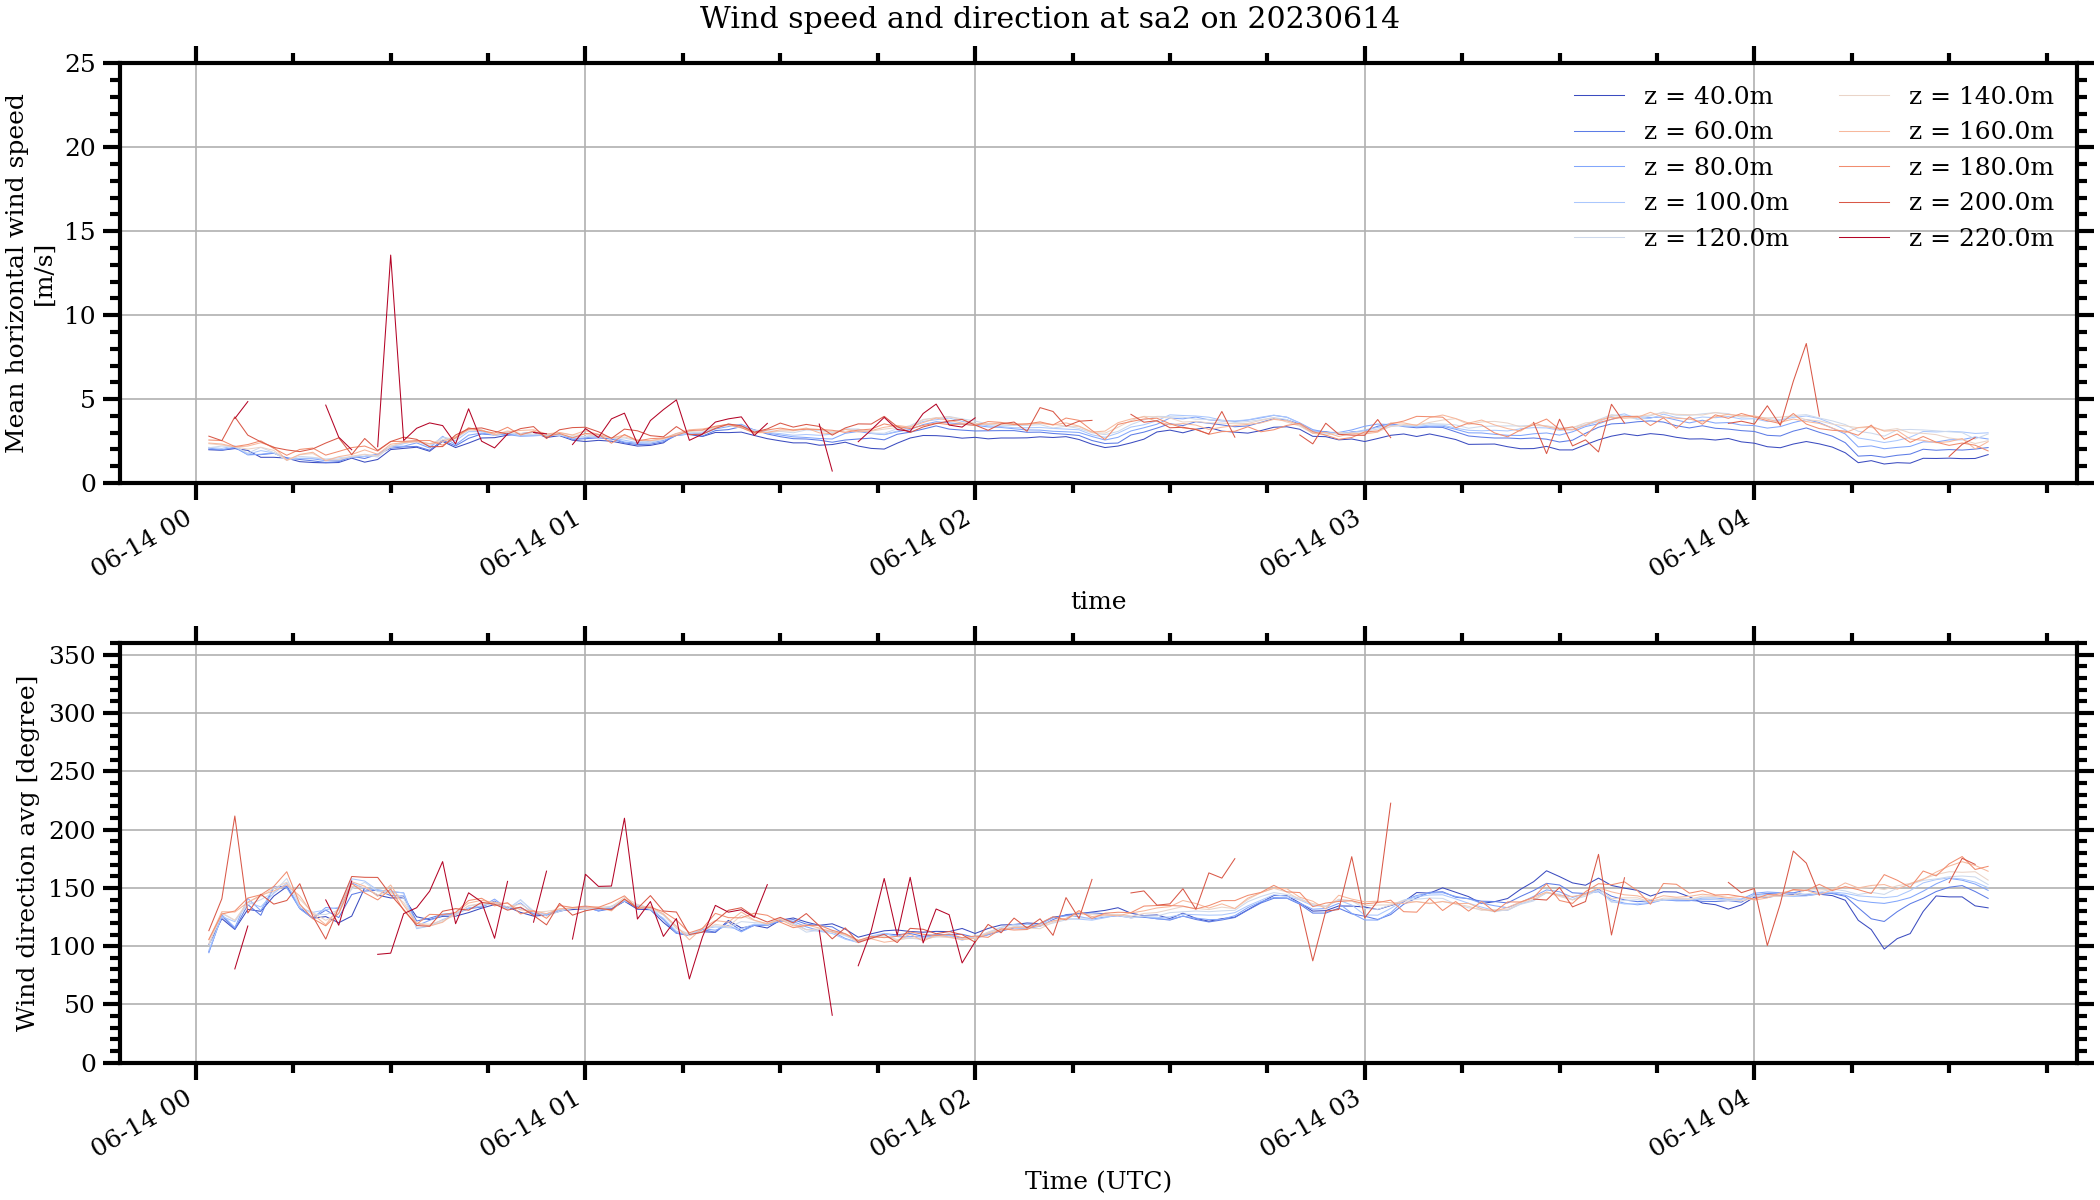 Wind speed and direction at sa2 on 20230614
Mean horizontal wind speed
[m/s]
25
20
15
10
5
0
z = 40.0m
z = 60.0m
z = 80.0m
z = 100.0m
z = 120.0m
z = 140.0m
z = 160.0m
z = 180.0m
z = 200.0m
z = 220.0m
06-14 00
06-14 01
06-14 02
06-14 03
06-14 04
time
Wind direction avg [degree]
350
300
250
200
150
100
50
0
06-14 00
06-14 01
06-14 02
06-14 03
06-14 04
Time (UTC)